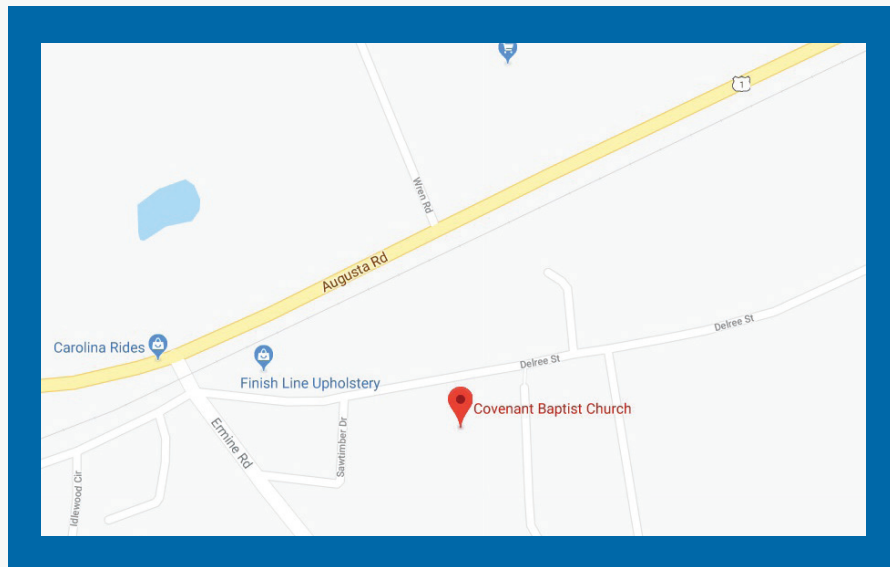 1
Wren Rd
Augusta Rd
Delree St
Carolina Rides
Delree St
Finish Line Upholstery
Covenant Baptist Church
Ermine Rd
Sawtimber Dr
Idlewood Cir